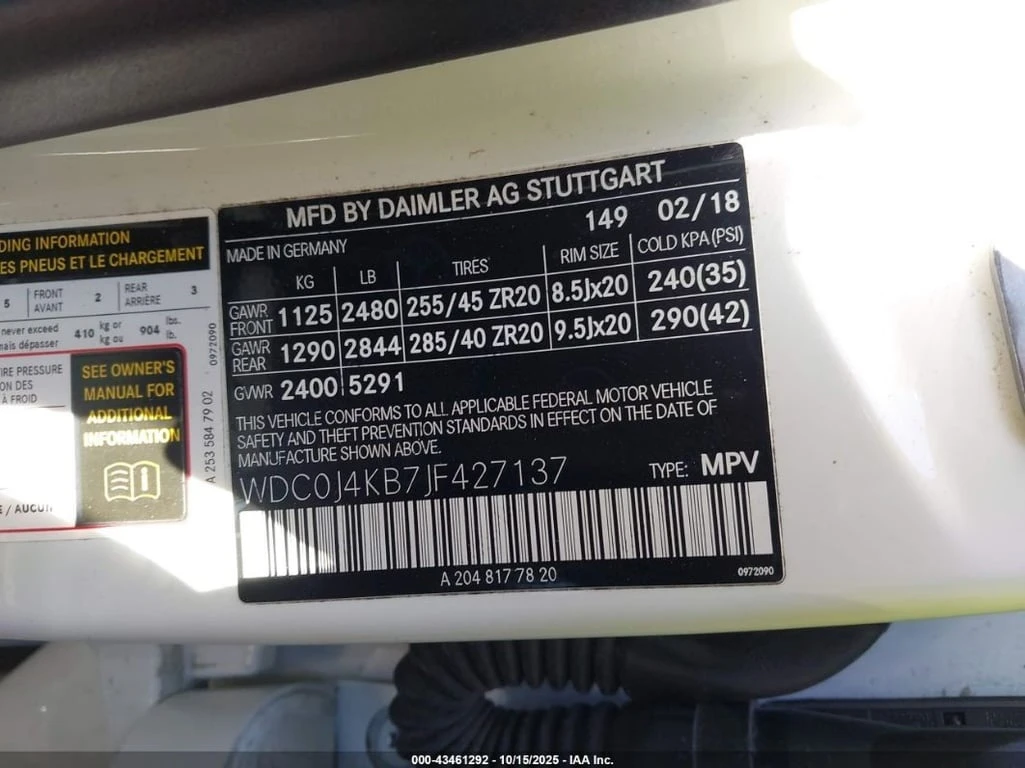 DING INFORMATION
ES PNEUS ET LE CHARGEMENT
5 FRONT AVANT 2 REAR ARRIÈRE 3
never exceed
mais dépasser 410 kg or kg ou 904 lbs. lb.
IRE PRESSURE
ON DES
À FROID
SEE OWNER'S
MANUAL FOR
ADDITIONAL
INFORMATION
E / AUCUN
A 253 584 79 02
0972090
MFD BY DAIMLER AG STUTTGART
149 02/18
MADE IN GERMANY
KG LB TIRES RIM SIZE COLD KPA (PSI)
GAWR FRONT 1125 2480 255/45 ZR20 8.5Jx20 240(35)
GAWR REAR 1290 2844 285/40 ZR20 9.5Jx20 290(42)
GVWR 2400 5291
THIS VEHICLE CONFORMS TO ALL APPLICABLE FEDERAL MOTOR VEHICLE
SAFETY AND THEFT PREVENTION STANDARDS IN EFFECT ON THE DATE OF
MANUFACTURE SHOWN ABOVE.
WDC0J4KB7JF427137 TYPE: MPV
A 204 817 78 20
0972090
000-43461292 - 10/15/2025 - IAA Inc.